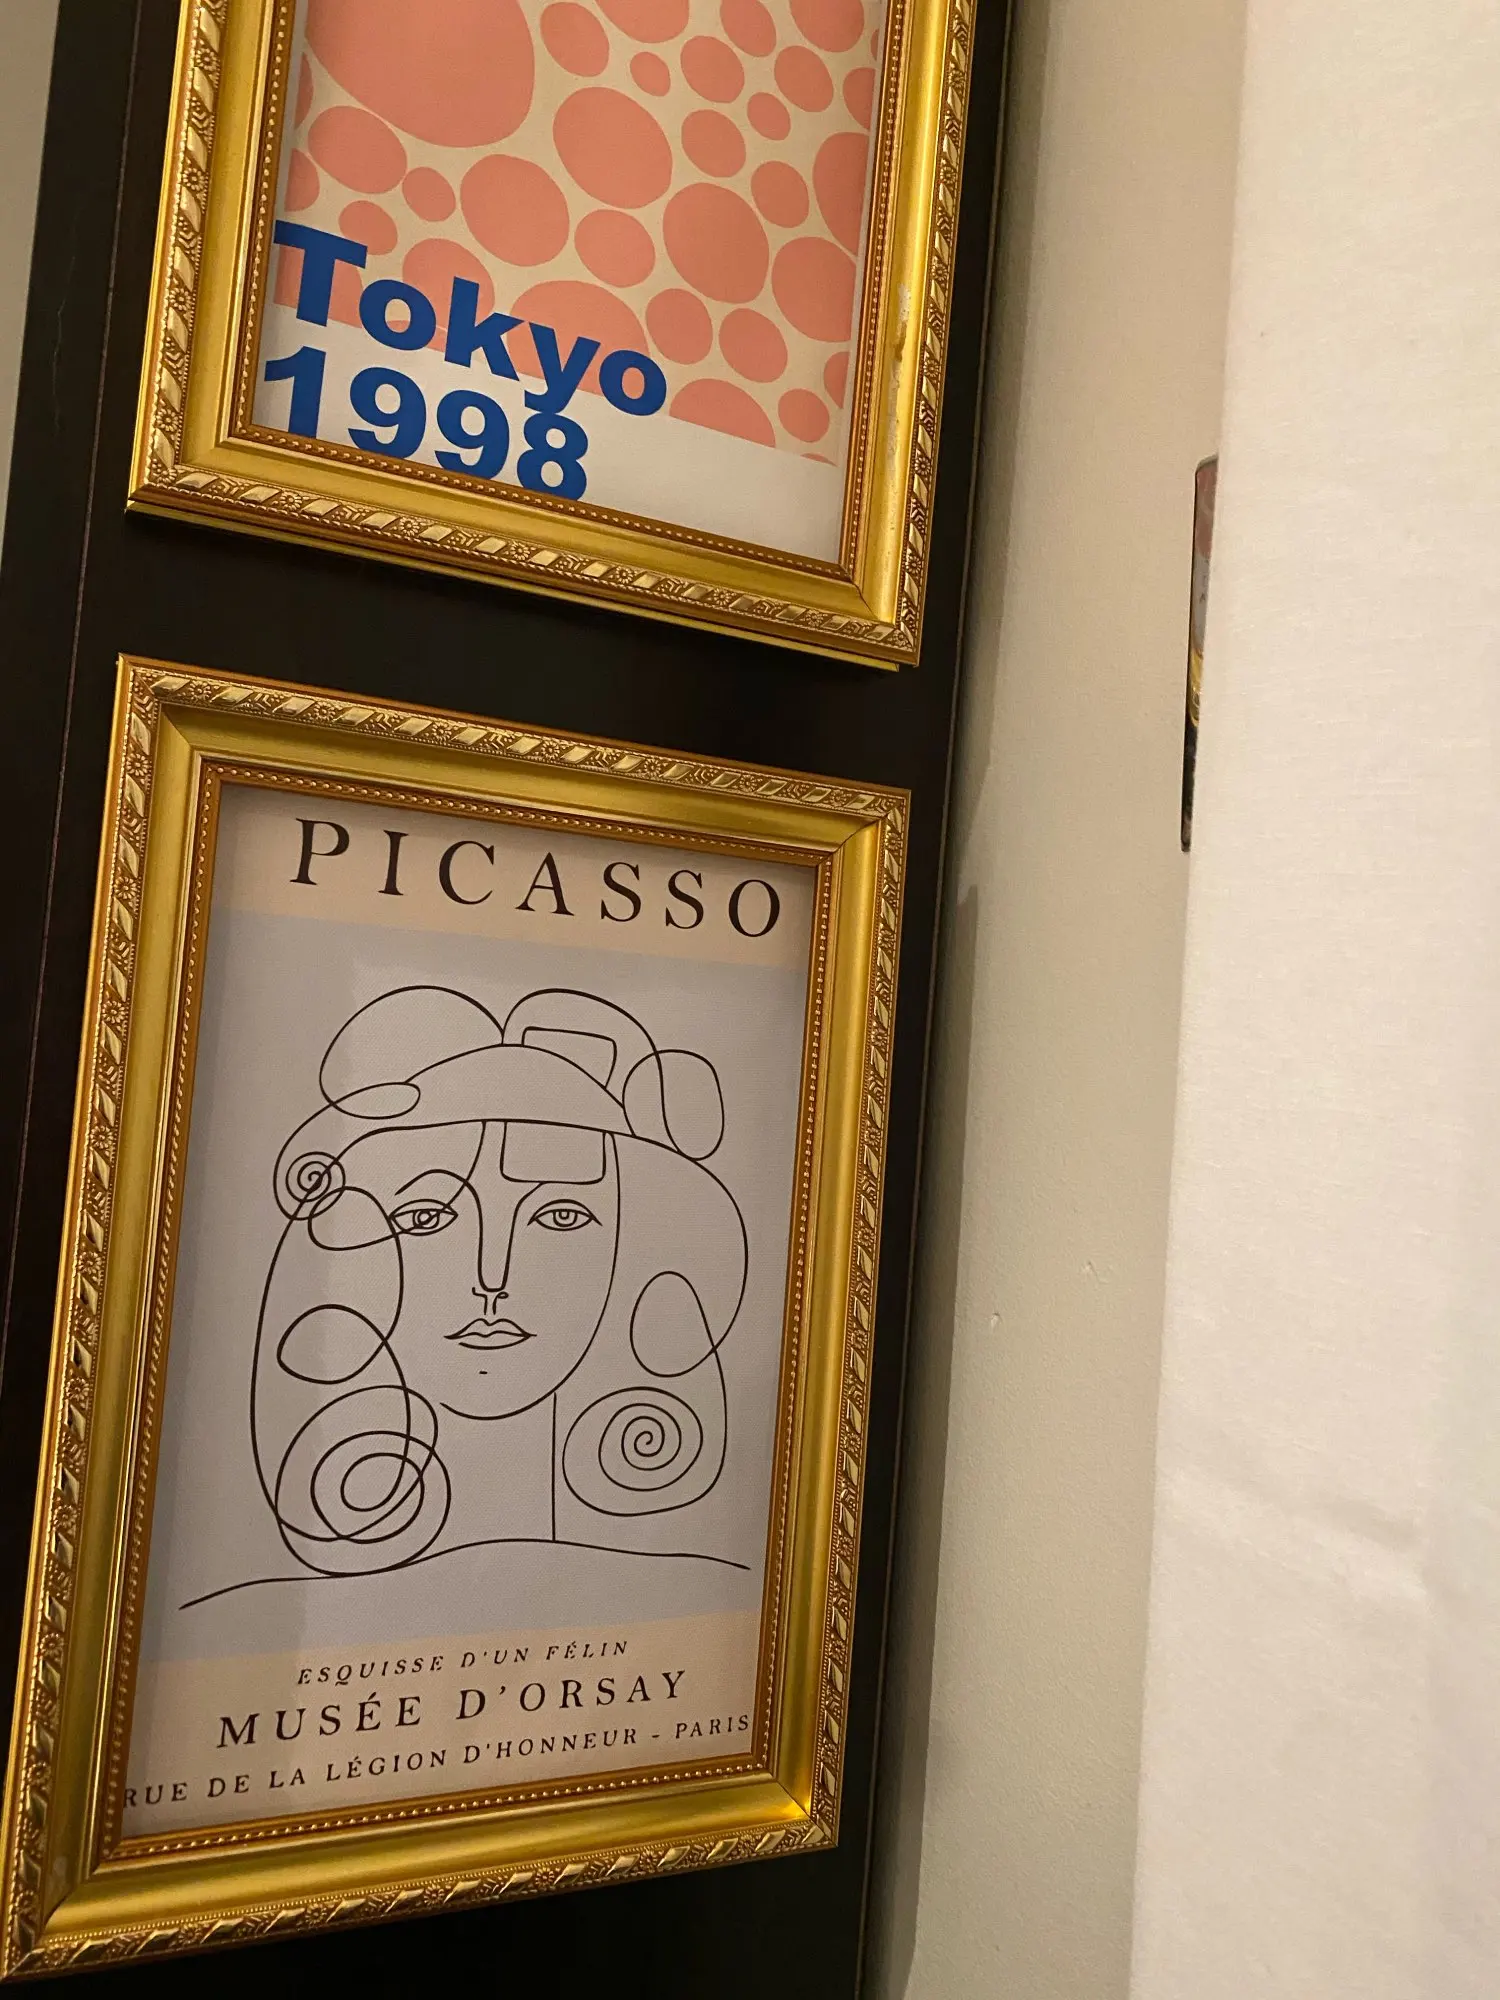 Tokyo
1998
PICASSO
ESQUISSE D'UN FÉLIN
MUSÉE D'ORSAY
RUE DE LA LÉGION D'HONNEUR - PARIS